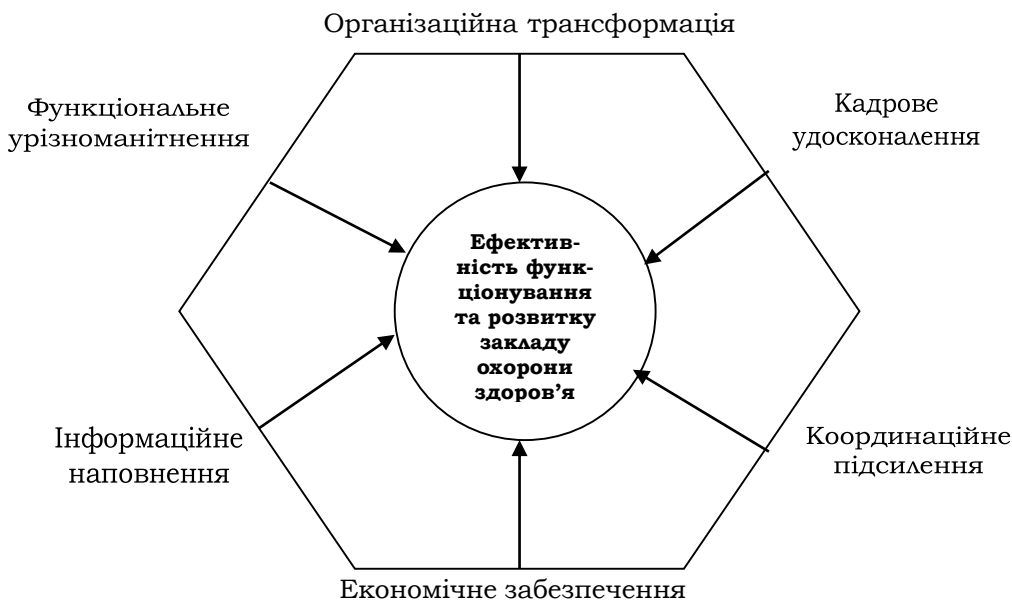 Організаційна трансформація
Функціональне
урізноманітнення
Кадрове
удосконалення
Ефектив-
ність функ-
ціонування
та розвитку
закладу
охорони
здоров’я
Інформаційне
наповнення
Координаційне
підсилення
Економічне забезпечення